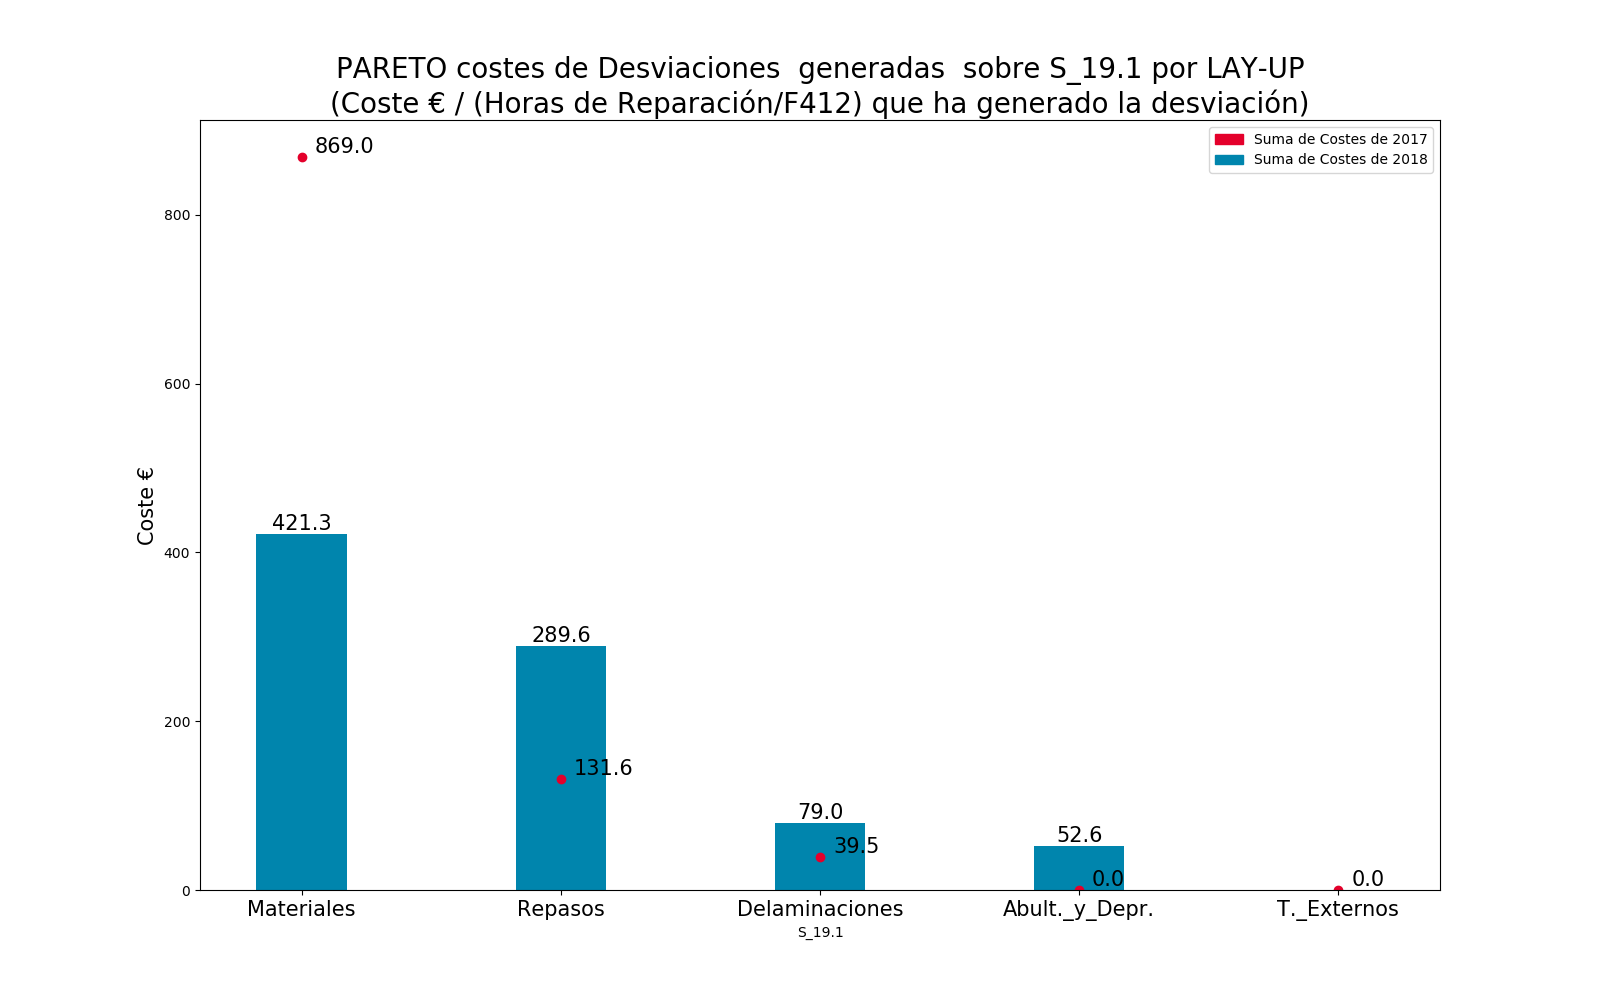 PARETO costes de Desviaciones  generadas  sobre S_19.1 por LAY-UP
(Coste € / (Horas de Reparación/F412) que ha generado la desviación)
Suma de Costes de 2017
Suma de Costes de 2018
Coste €
800
600
400
200
0
869.0
421.3
289.6
131.6
79.0
39.5
52.6
0.0
0.0
Materiales
Repasos
Delaminaciones
Abult._y_Depr.
T._Externos
S_19.1